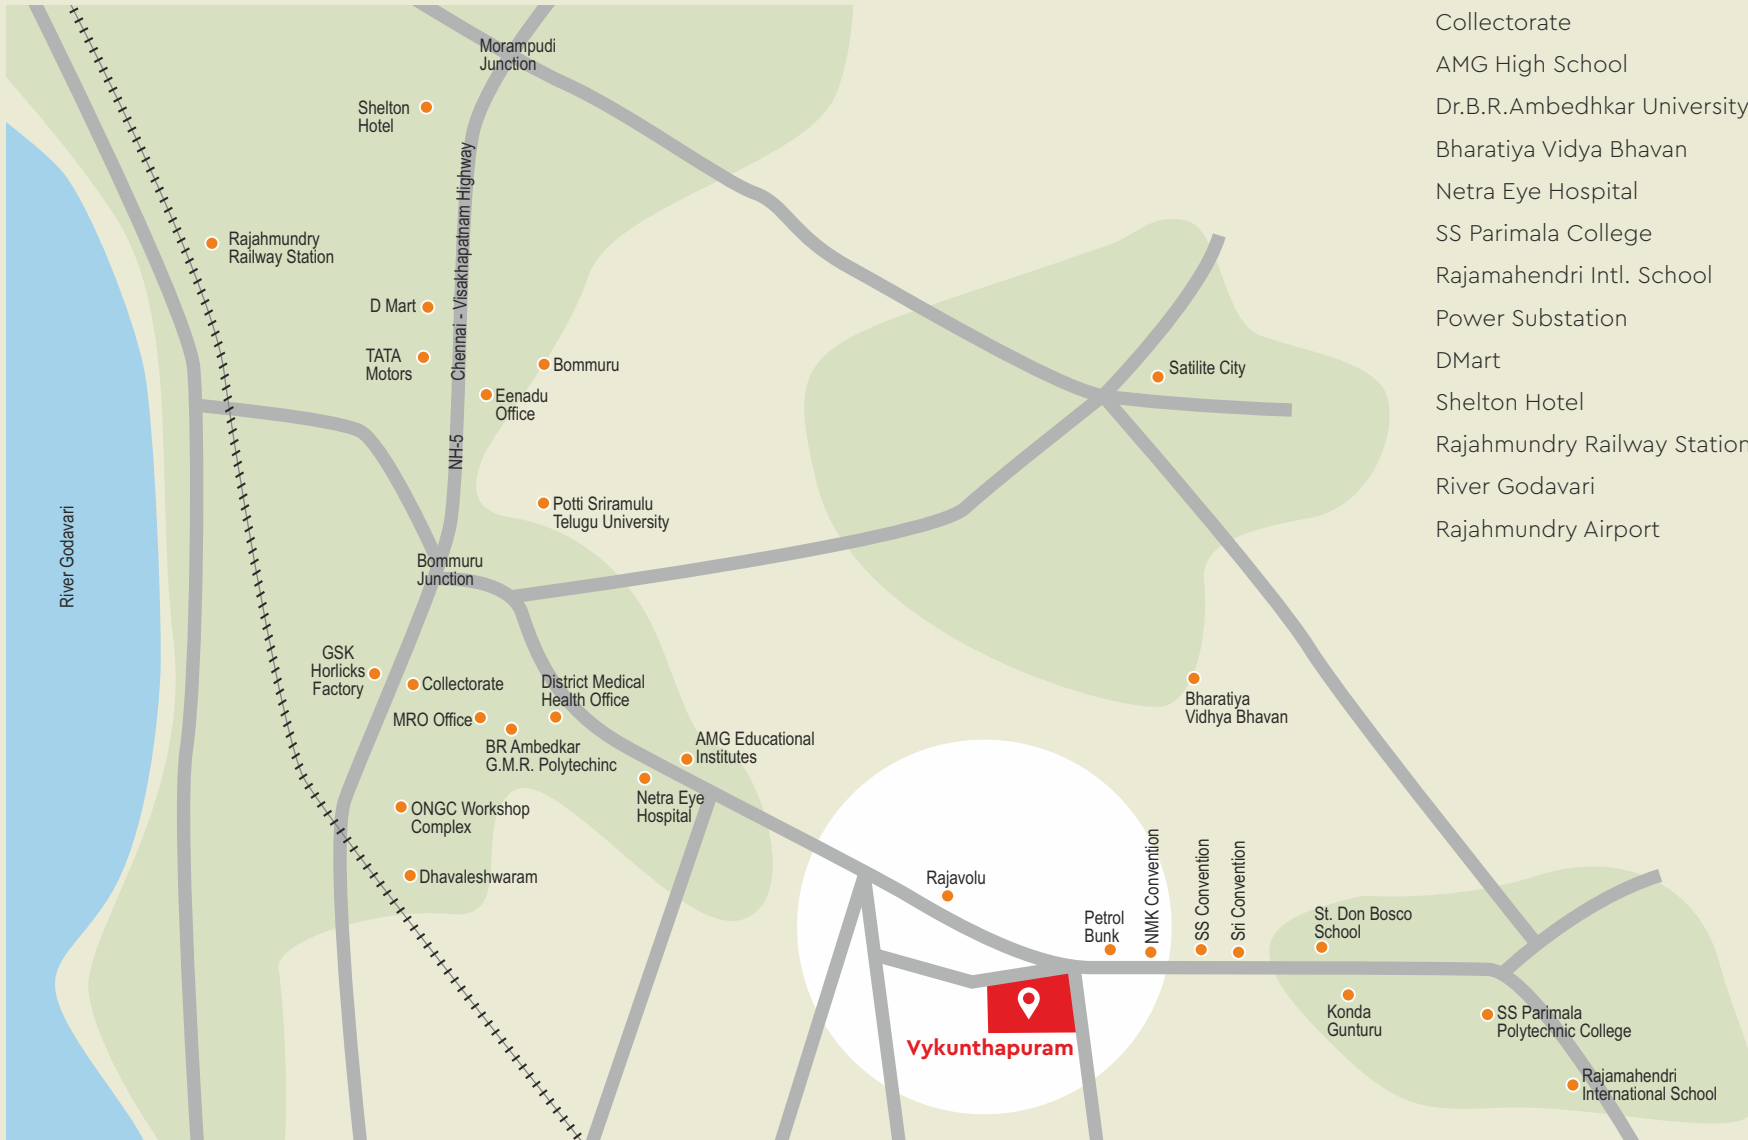 Morampudi
Junction
Shelton
Hotel
Chennai - Visakhapatnam Highway
NH-5
Rajahmundry
Railway Station
D Mart
TATA
Motors
Bommuru
Eenadu
Office
Satilite City
Potti Sriramulu
Telugu University
River Godavari
Bommuru
Junction
GSK
Horlicks
Factory
Collectorate
MRO Office
District Medical
Health Office
BR Ambedkar
G.M.R. Polytechinc
AMG Educational
Institutes
Netra Eye
Hospital
ONGC Workshop
Complex
Dhavaleshwaram
Bharatiya
Vidhya Bhavan
Rajavolu
Petrol
Bunk
NMK Convention
SS Convention
Sri Convention
St. Don Bosco
School
Konda
Gunturu
SS Parimala
Polytechnic College
Rajamahendri
International School
Vykunthapuram
Collectorate
AMG High School
Dr.B.R.Ambedhkar University
Bharatiya Vidya Bhavan
Netra Eye Hospital
SS Parimala College
Rajamahendri Intl. School
Power Substation
DMart
Shelton Hotel
Rajahmundry Railway Station
River Godavari
Rajahmundry Airport